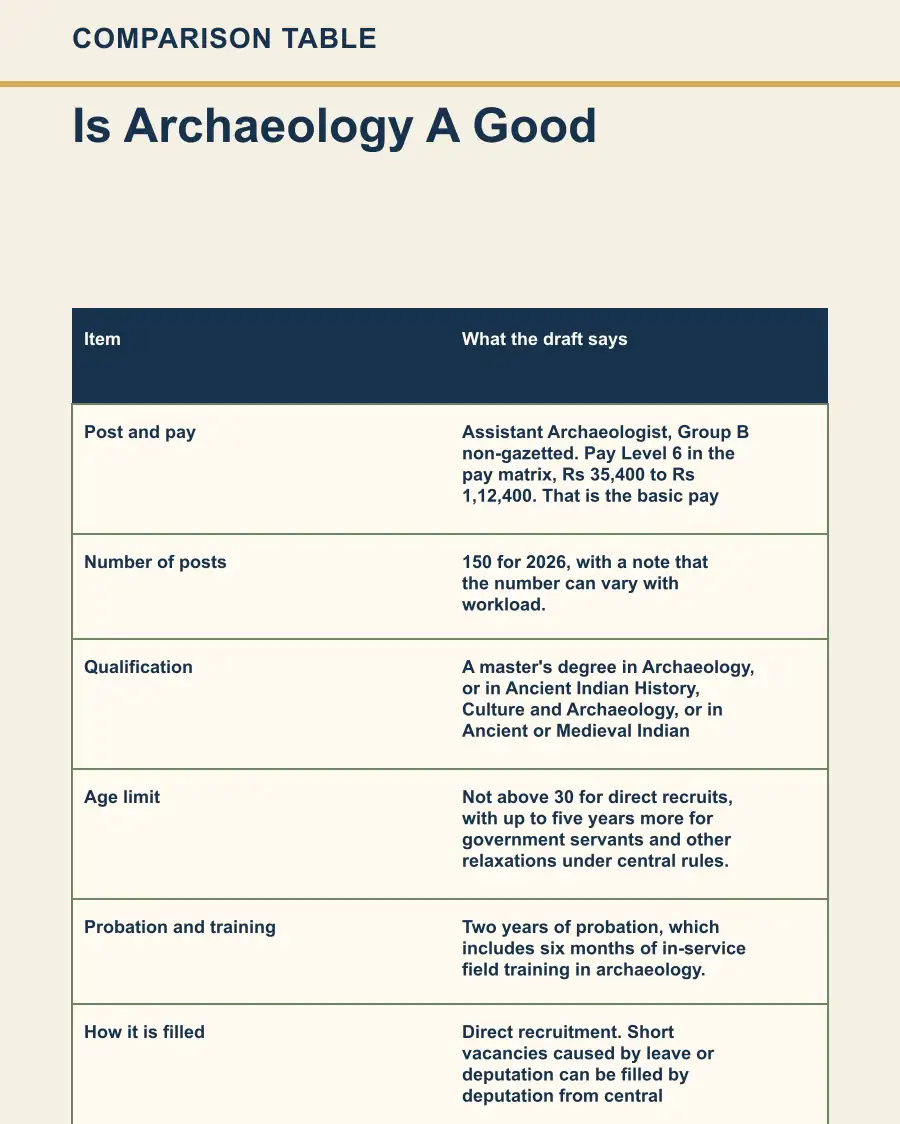 COMPARISON TABLE
Is Archaeology A Good
Item
What the draft says
Post and pay
Assistant Archaeologist, Group B
non-gazetted. Pay Level 6 in the
pay matrix, Rs 35,400 to Rs
1,12,400. That is the basic pay
Number of posts
150 for 2026, with a note that
the number can vary with
workload.
Qualification
A master's degree in Archaeology,
or in Ancient Indian History,
Culture and Archaeology, or in
Ancient or Medieval Indian
Age limit
Not above 30 for direct recruits,
with up to five years more for
government servants and other
relaxations under central rules.
Probation and training
Two years of probation, which
includes six months of in-service
field training in archaeology.
How it is filled
Direct recruitment. Short
vacancies caused by leave or
deputation can be filled by
deputation from central